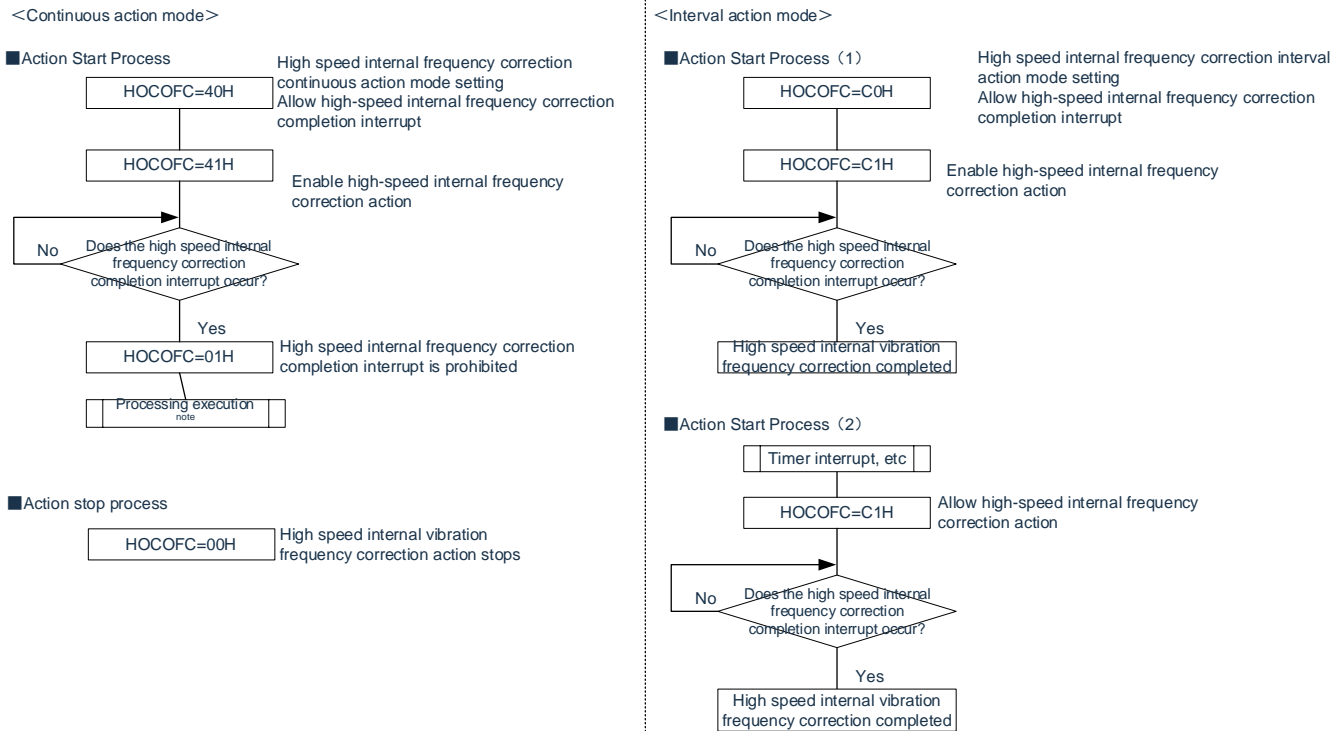 ＜Continuous action mode＞
■Action Start Process
High speed internal frequency correction
continuous action mode setting
Allow high-speed internal frequency correction
completion interrupt
HOCOFC=40H
HOCOFC=41H
Enable high-speed internal frequency
correction action
No
Does the high speed internal
frequency correction
completion interrupt occur?
Yes
HOCOFC=01H
High speed internal frequency correction
completion interrupt is prohibited
Processing execution
note
■Action stop process
HOCOFC=00H
High speed internal vibration
frequency correction action stops
＜Interval action mode＞
■Action Start Process（1）
High speed internal frequency correction interval
action mode setting
Allow high-speed internal frequency correction
completion interrupt
HOCOFC=C0H
HOCOFC=C1H
Enable high-speed internal frequency
correction action
No
Does the high speed internal
frequency correction
completion interrupt occur?
Yes
High speed internal vibration
frequency correction completed
■Action Start Process（2）
Timer interrupt, etc
HOCOFC=C1H
Allow high-speed internal frequency
correction action
No
Does the high speed internal
frequency correction
completion interrupt occur?
Yes
High speed internal vibration
frequency correction completed